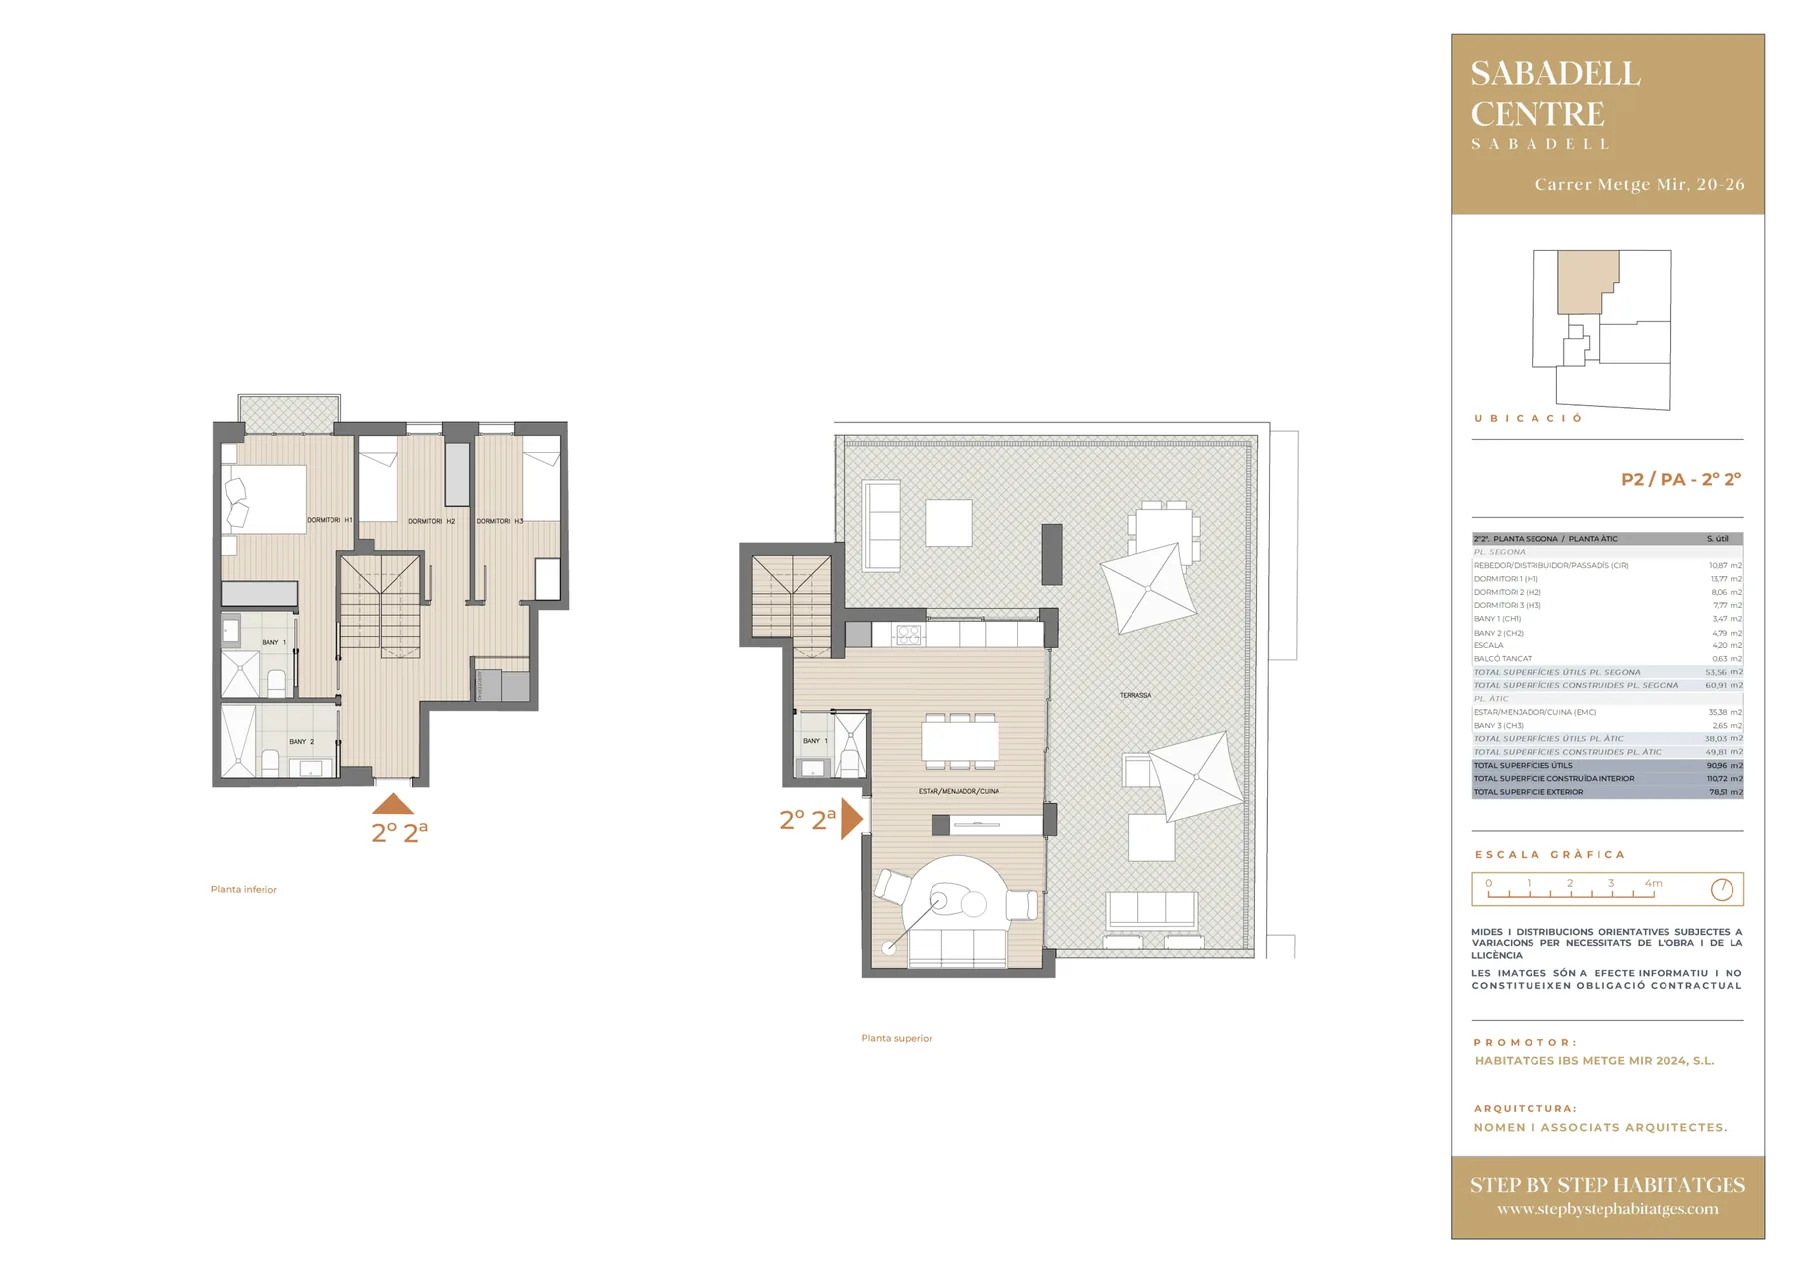 SABADELL
CENTRE
SABADELL
Carrer Metge Mir, 20-26
UBICACIÓ
P2 / PA - 2º 2º
2º2ª. PLANTA SEGONA / PLANTA ÀTIC S. útil
PL. SEGONA
REBEDOR/DISTRIBUIDOR/PASSADÍS (CIR) 10,87 m2
DORMITORI 1 (H1) 13,77 m2
DORMITORI 2 (H2) 8,06 m2
DORMITORI 3 (H3) 7,77 m2
BANY 1 (CH1) 3,47 m2
BANY 2 (CH2) 4,79 m2
ESCALA 4,20 m2
BALCÓ TANCAT 0,63 m2
TOTAL SUPERFÍCIES ÚTILS PL. SEGONA 53,56 m2
TOTAL SUPERFÍCIES CONSTRUIDES PL. SEGONA 60,91 m2
PL. ÀTIC
ESTAR/MENJADOR/CUINA (EMC) 35,38 m2
BANY 3 (CH3) 2,65 m2
TOTAL SUPERFÍCIES ÚTILS PL. ÀTIC 38,03 m2
TOTAL SUPERFÍCIES CONSTRUIDES PL. ÀTIC 49,81 m2
TOTAL SUPERFICIES ÚTILS 90,96 m2
TOTAL SUPERFICIE CONSTRUÏDA INTERIOR 110,72 m2
TOTAL SUPERFICIE EXTERIOR 78,51 m2
ESCALA GRÀFICA
0 1 2 3 4m
MIDES I DISTRIBUCIONS ORIENTATIVES SUBJECTES A
VARIACIONS PER NECESSITATS DE L'OBRA I DE LA
LLICÈNCIA
LES IMATGES SÓN A EFECTE INFORMATIU I NO
CONSTITUEIXEN OBLIGACIÓ CONTRACTUAL
PROMOTOR:
HABITATGES IBS METGE MIR 2024, S.L.
ARQUITCTURA:
NOMEN I ASSOCIATS ARQUITECTES.
STEP BY STEP HABITATGES
www.stepbystephabitatges.com
DORMITORI H1
DORMITORI H2
DORMITORI H3
BANY 1
BANY 2
2º 2ª
Planta inferior
TERRASSA
BANY 1
ESTAR/MENJADOR/CUINA
2º 2ª
Planta superior